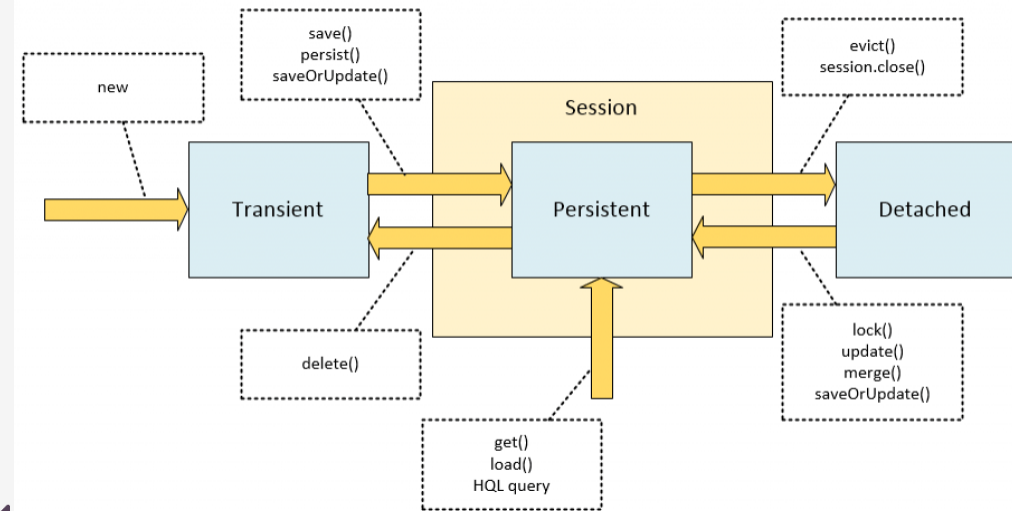 save()
persist()
saveOrUpdate()
evict()
session.close()
new
Session
Transient
Persistent
Detached
delete()
lock()
update()
merge()
saveOrUpdate()
get()
load()
HQL query